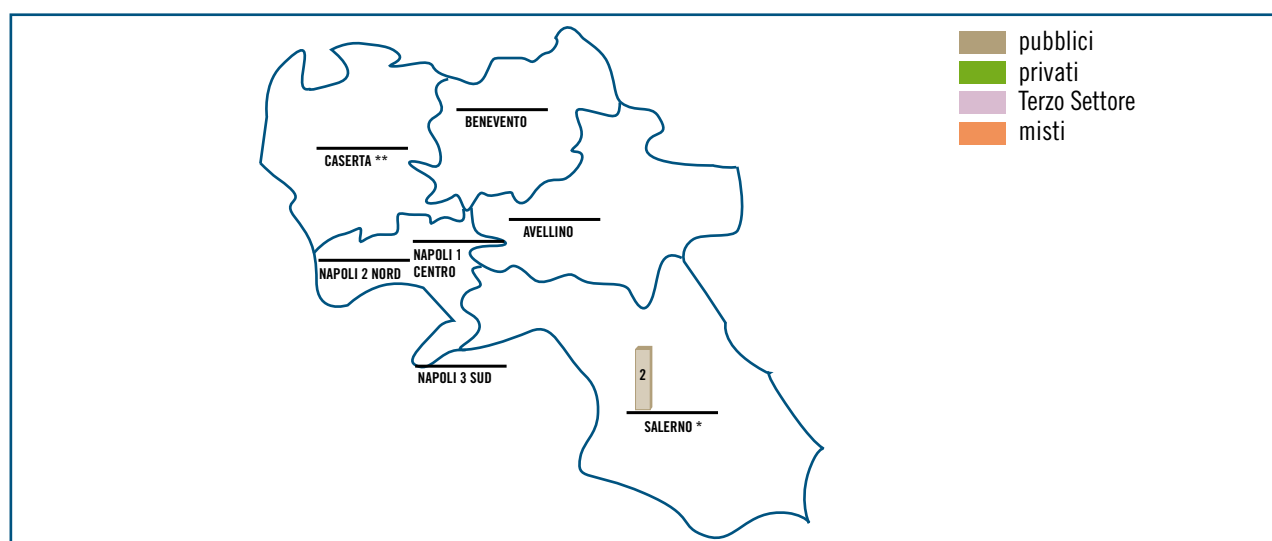 pubblici
privati
Terzo Settore
misti
BENEVENTO
CASERTA **
AVELLINO
NAPOLI 1
CENTRO
NAPOLI 2 NORD
NAPOLI 3 SUD
2
SALERNO *